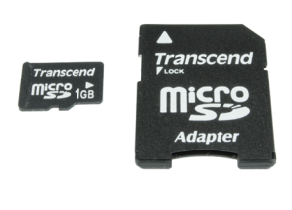 Transcend
micro
SD 1GB
Transcend
LOCK
micro
SD
Adapter